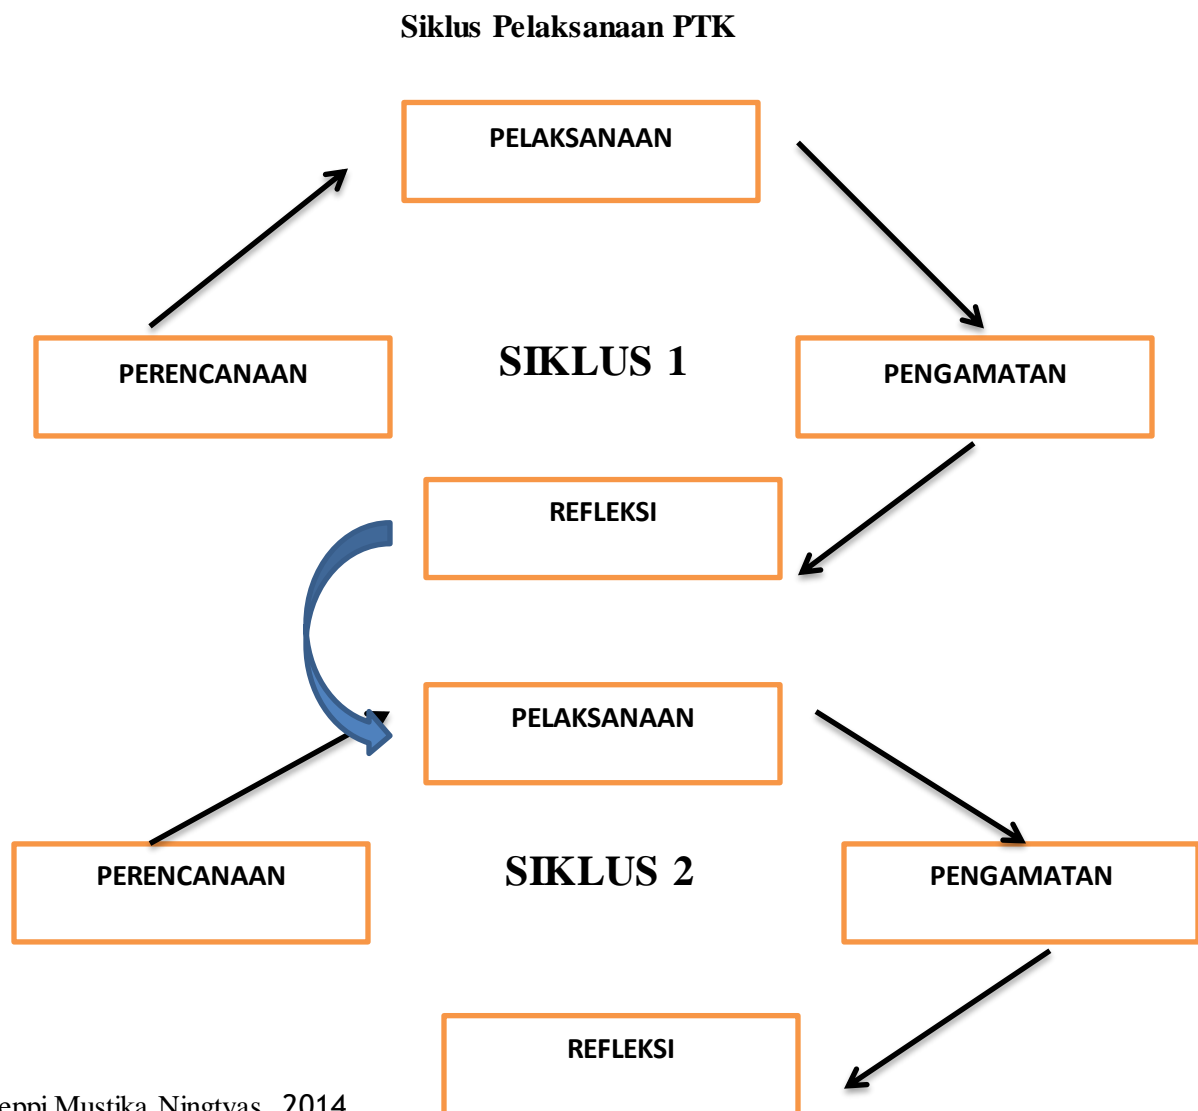 Siklus Pelaksanaan PTK
PELAKSANAAN
PERENCANAAN
SIKLUS 1
PENGAMATAN
REFLEKSI
PELAKSANAAN
PERENCANAAN
SIKLUS 2
PENGAMATAN
REFLEKSI
Mustika Ningtyas, 2014